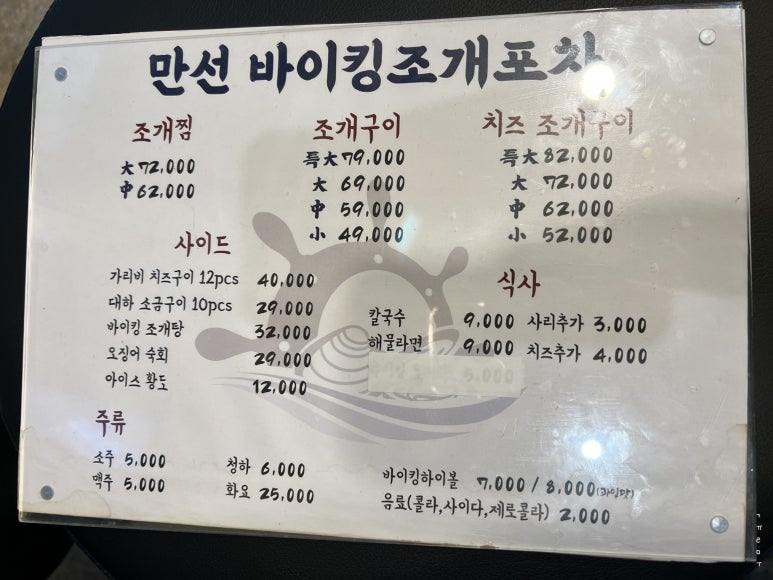 만선 바이킹조개포차
조개찜
大 72,000
中 62,000
조개구이
특大 79,000
大 69,000
中 59,000
小 49,000
치즈 조개구이
특大 82,000
大 72,000
中 62,000
小 52,000
사이드
가리비 치즈구이 12pcs 40,000
대하 소금구이 10pcs 29,000
바이킹 조개탕 32,000
오징어 숙회 29,000
아이스 황도 12,000
식사
칼국수 9,000 사리추가 3,000
해물라면 9,000 치즈추가 4,000
5,000
주류
소주 5,000
맥주 5,000
청하 6,000
화요 25,000
바이킹하이볼 7,000 / 8,000
음료(콜라,사이다,제로콜라) 2,000